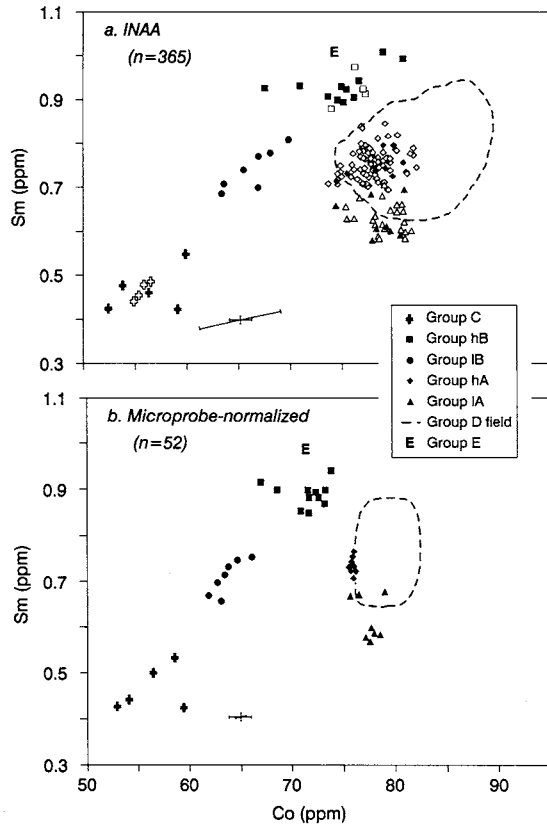 a. INAA
(n=365)
E
1.1
0.9
0.7
0.5
0.3
Sm (ppm)
Group C
Group hB
Group lB
Group hA
Group lA
Group D field
E Group E
b. Microprobe-normalized
(n=52)
E
1.1
0.9
0.7
0.5
0.3
Sm (ppm)
50 60 70 80 90
Co (ppm)